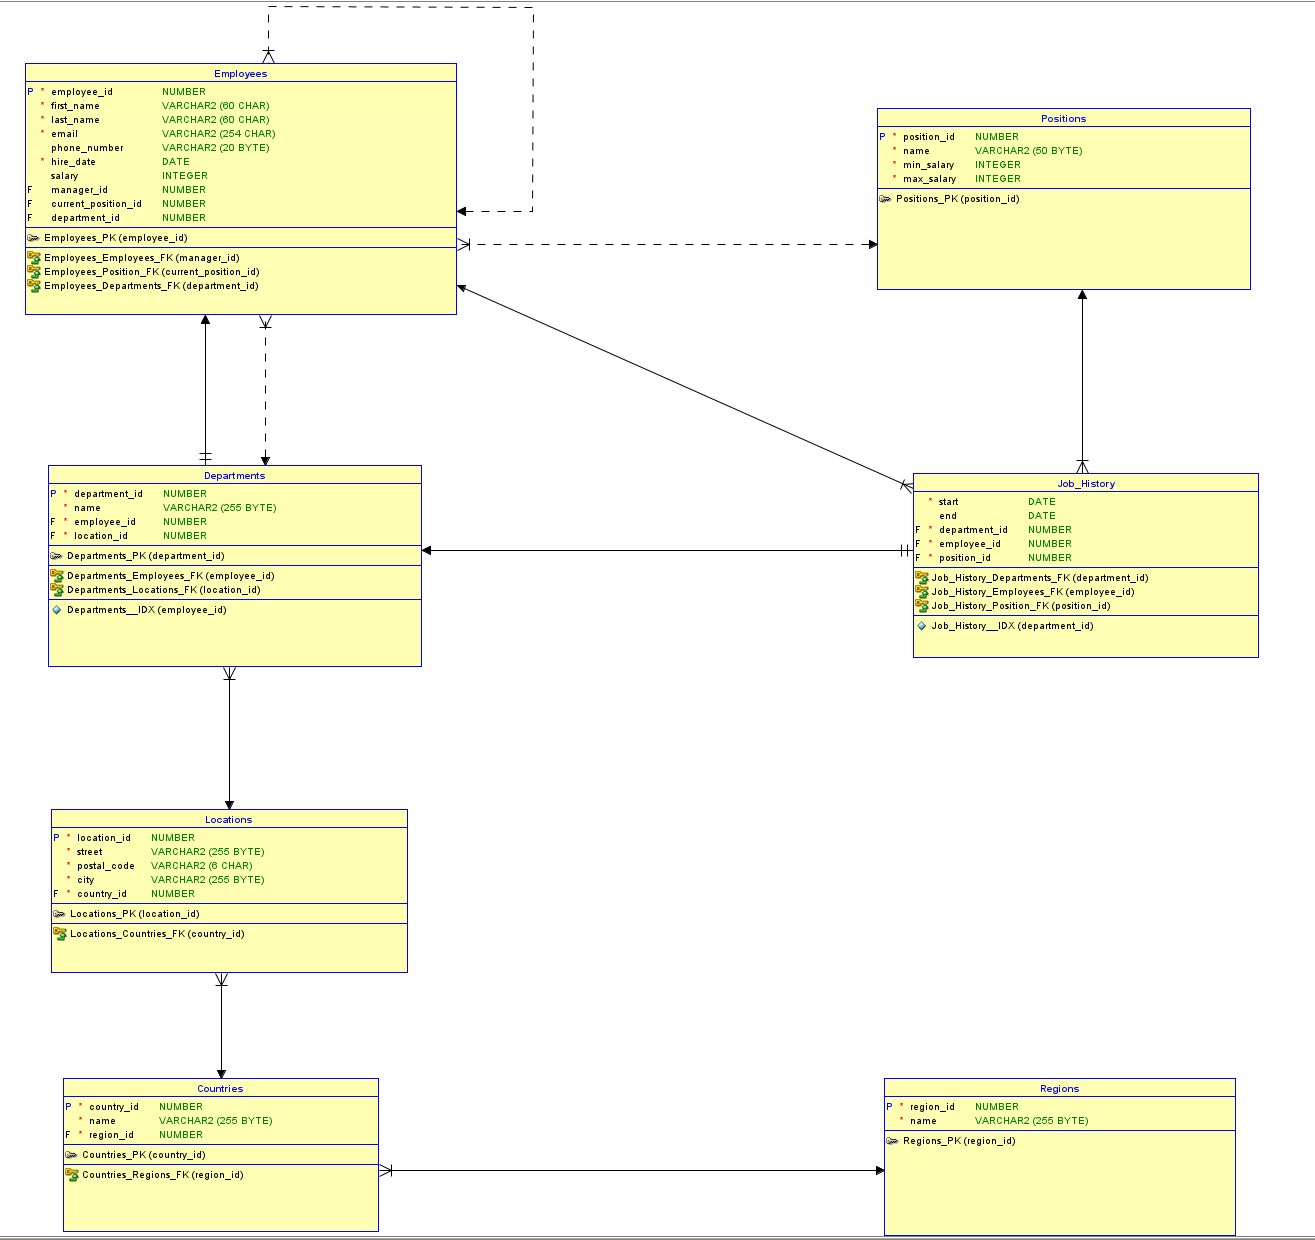 Employees
P * employee_id NUMBER
* first_name VARCHAR2 (60 CHAR)
* last_name VARCHAR2 (60 CHAR)
* email VARCHAR2 (254 CHAR)
phone_number VARCHAR2 (20 BYTE)
* hire_date DATE
salary INTEGER
F manager_id NUMBER
F current_position_id NUMBER
F department_id NUMBER
Employees_PK (employee_id)
Employees_Employees_FK (manager_id)
Employees_Position_FK (current_position_id)
Employees_Departments_FK (department_id)
Positions
P * position_id NUMBER
* name VARCHAR2 (50 BYTE)
* min_salary INTEGER
* max_salary INTEGER
Positions_PK (position_id)
Departments
P * department_id NUMBER
* name VARCHAR2 (255 BYTE)
F * employee_id NUMBER
F * location_id NUMBER
Departments_PK (department_id)
Departments_Employees_FK (employee_id)
Departments_Locations_FK (location_id)
Departments__IDX (employee_id)
Job_History
* start DATE
end DATE
F * department_id NUMBER
F * employee_id NUMBER
F * position_id NUMBER
Job_History_Departments_FK (department_id)
Job_History_Employees_FK (employee_id)
Job_History_Position_FK (position_id)
Job_History__IDX (department_id)
Locations
P * location_id NUMBER
* street VARCHAR2 (255 BYTE)
* postal_code VARCHAR2 (6 CHAR)
* city VARCHAR2 (255 BYTE)
F * country_id NUMBER
Locations_PK (location_id)
Locations_Countries_FK (country_id)
Countries
P * country_id NUMBER
* name VARCHAR2 (255 BYTE)
F * region_id NUMBER
Countries_PK (country_id)
Countries_Regions_FK (region_id)
Regions
P * region_id NUMBER
* name VARCHAR2 (255 BYTE)
Regions_PK (region_id)